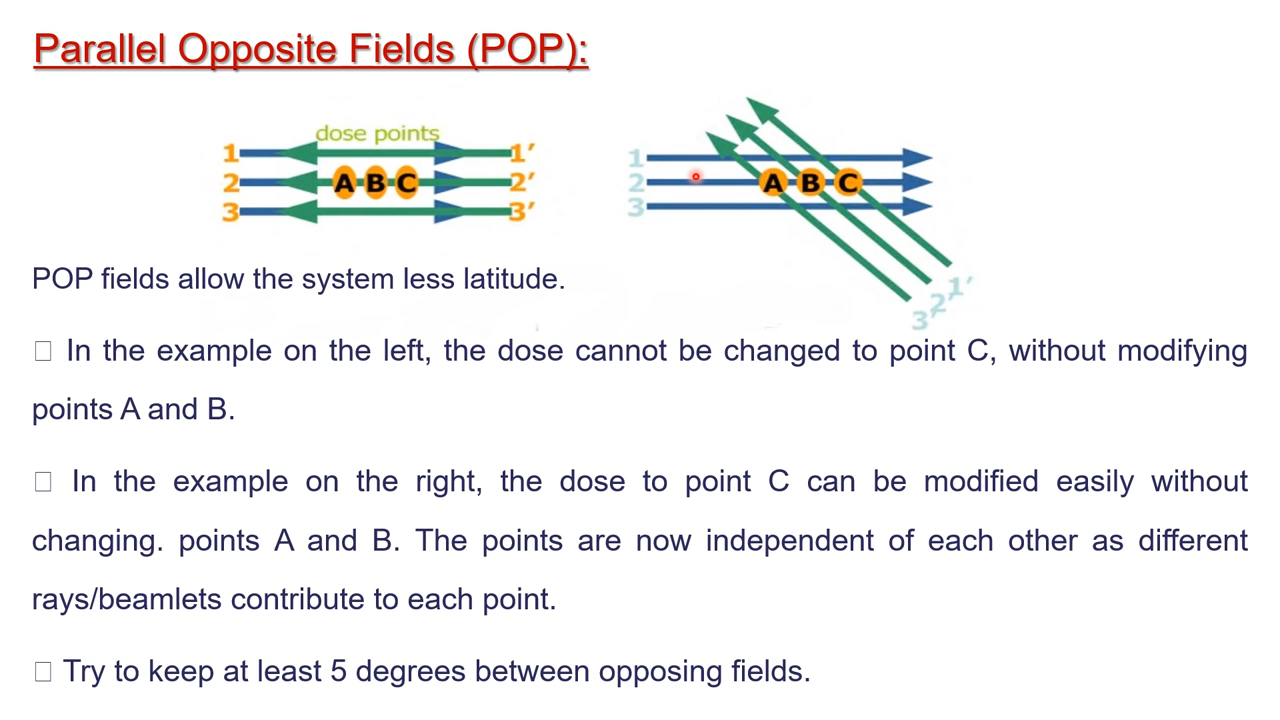 Parallel Opposite Fields (POP):
dose points
1 1′
2 A B C 2′
3 3′
1
2 A B C
3
1′
2′
3′
POP fields allow the system less latitude.
□ In the example on the left, the dose cannot be changed to point C, without modifying
points A and B.
□ In the example on the right, the dose to point C can be modified easily without
changing. points A and B. The points are now independent of each other as different
rays/beamlets contribute to each point.
□ Try to keep at least 5 degrees between opposing fields.